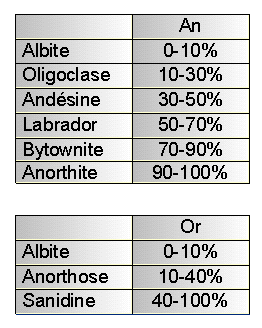 An
Albite 0-10%
Oligoclase 10-30%
Andésine 30-50%
Labrador 50-70%
Bytownite 70-90%
Anorthite 90-100%
Or
Albite 0-10%
Anorthose 10-40%
Sanidine 40-100%